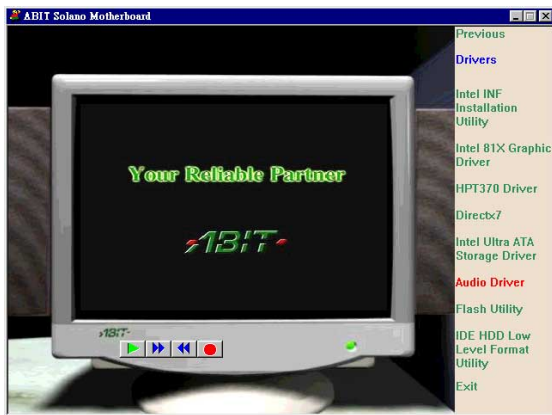 ABIT Solano Motherboard
Your Reliable Partner
ABIT
ABIT
Previous
Drivers
Intel INF
Installation
Utility
Intel 81X Graphic
Driver
HPT370 Driver
Directx7
Intel Ultra ATA
Storage Driver
Audio Driver
Flash Utility
IDE HDD Low
Level Format
Utility
Exit